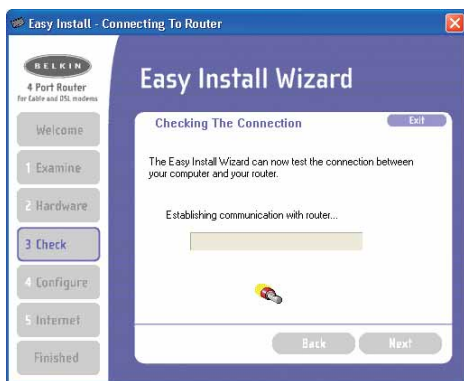 Easy Install - Connecting To Router
BELKIN
4 Port Router
For Cable and DSL modems
Welcome
1 Examine
2 Hardware
3 Check
4 Configure
5 Internet
Finished
Easy Install Wizard
Checking The Connection
Exit
The Easy Install Wizard can now test the connection between
your computer and your router.
Establishing communication with router...
Back
Next